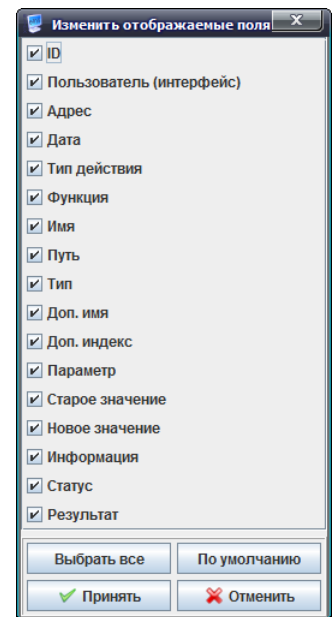 Изменить отображаемые поля
ID
Пользователь (интерфейс)
Адрес
Дата
Тип действия
Функция
Имя
Путь
Тип
Доп. имя
Доп. индекс
Параметр
Старое значение
Новое значение
Информация
Статус
Результат
Выбрать все По умолчанию
Принять Отменить